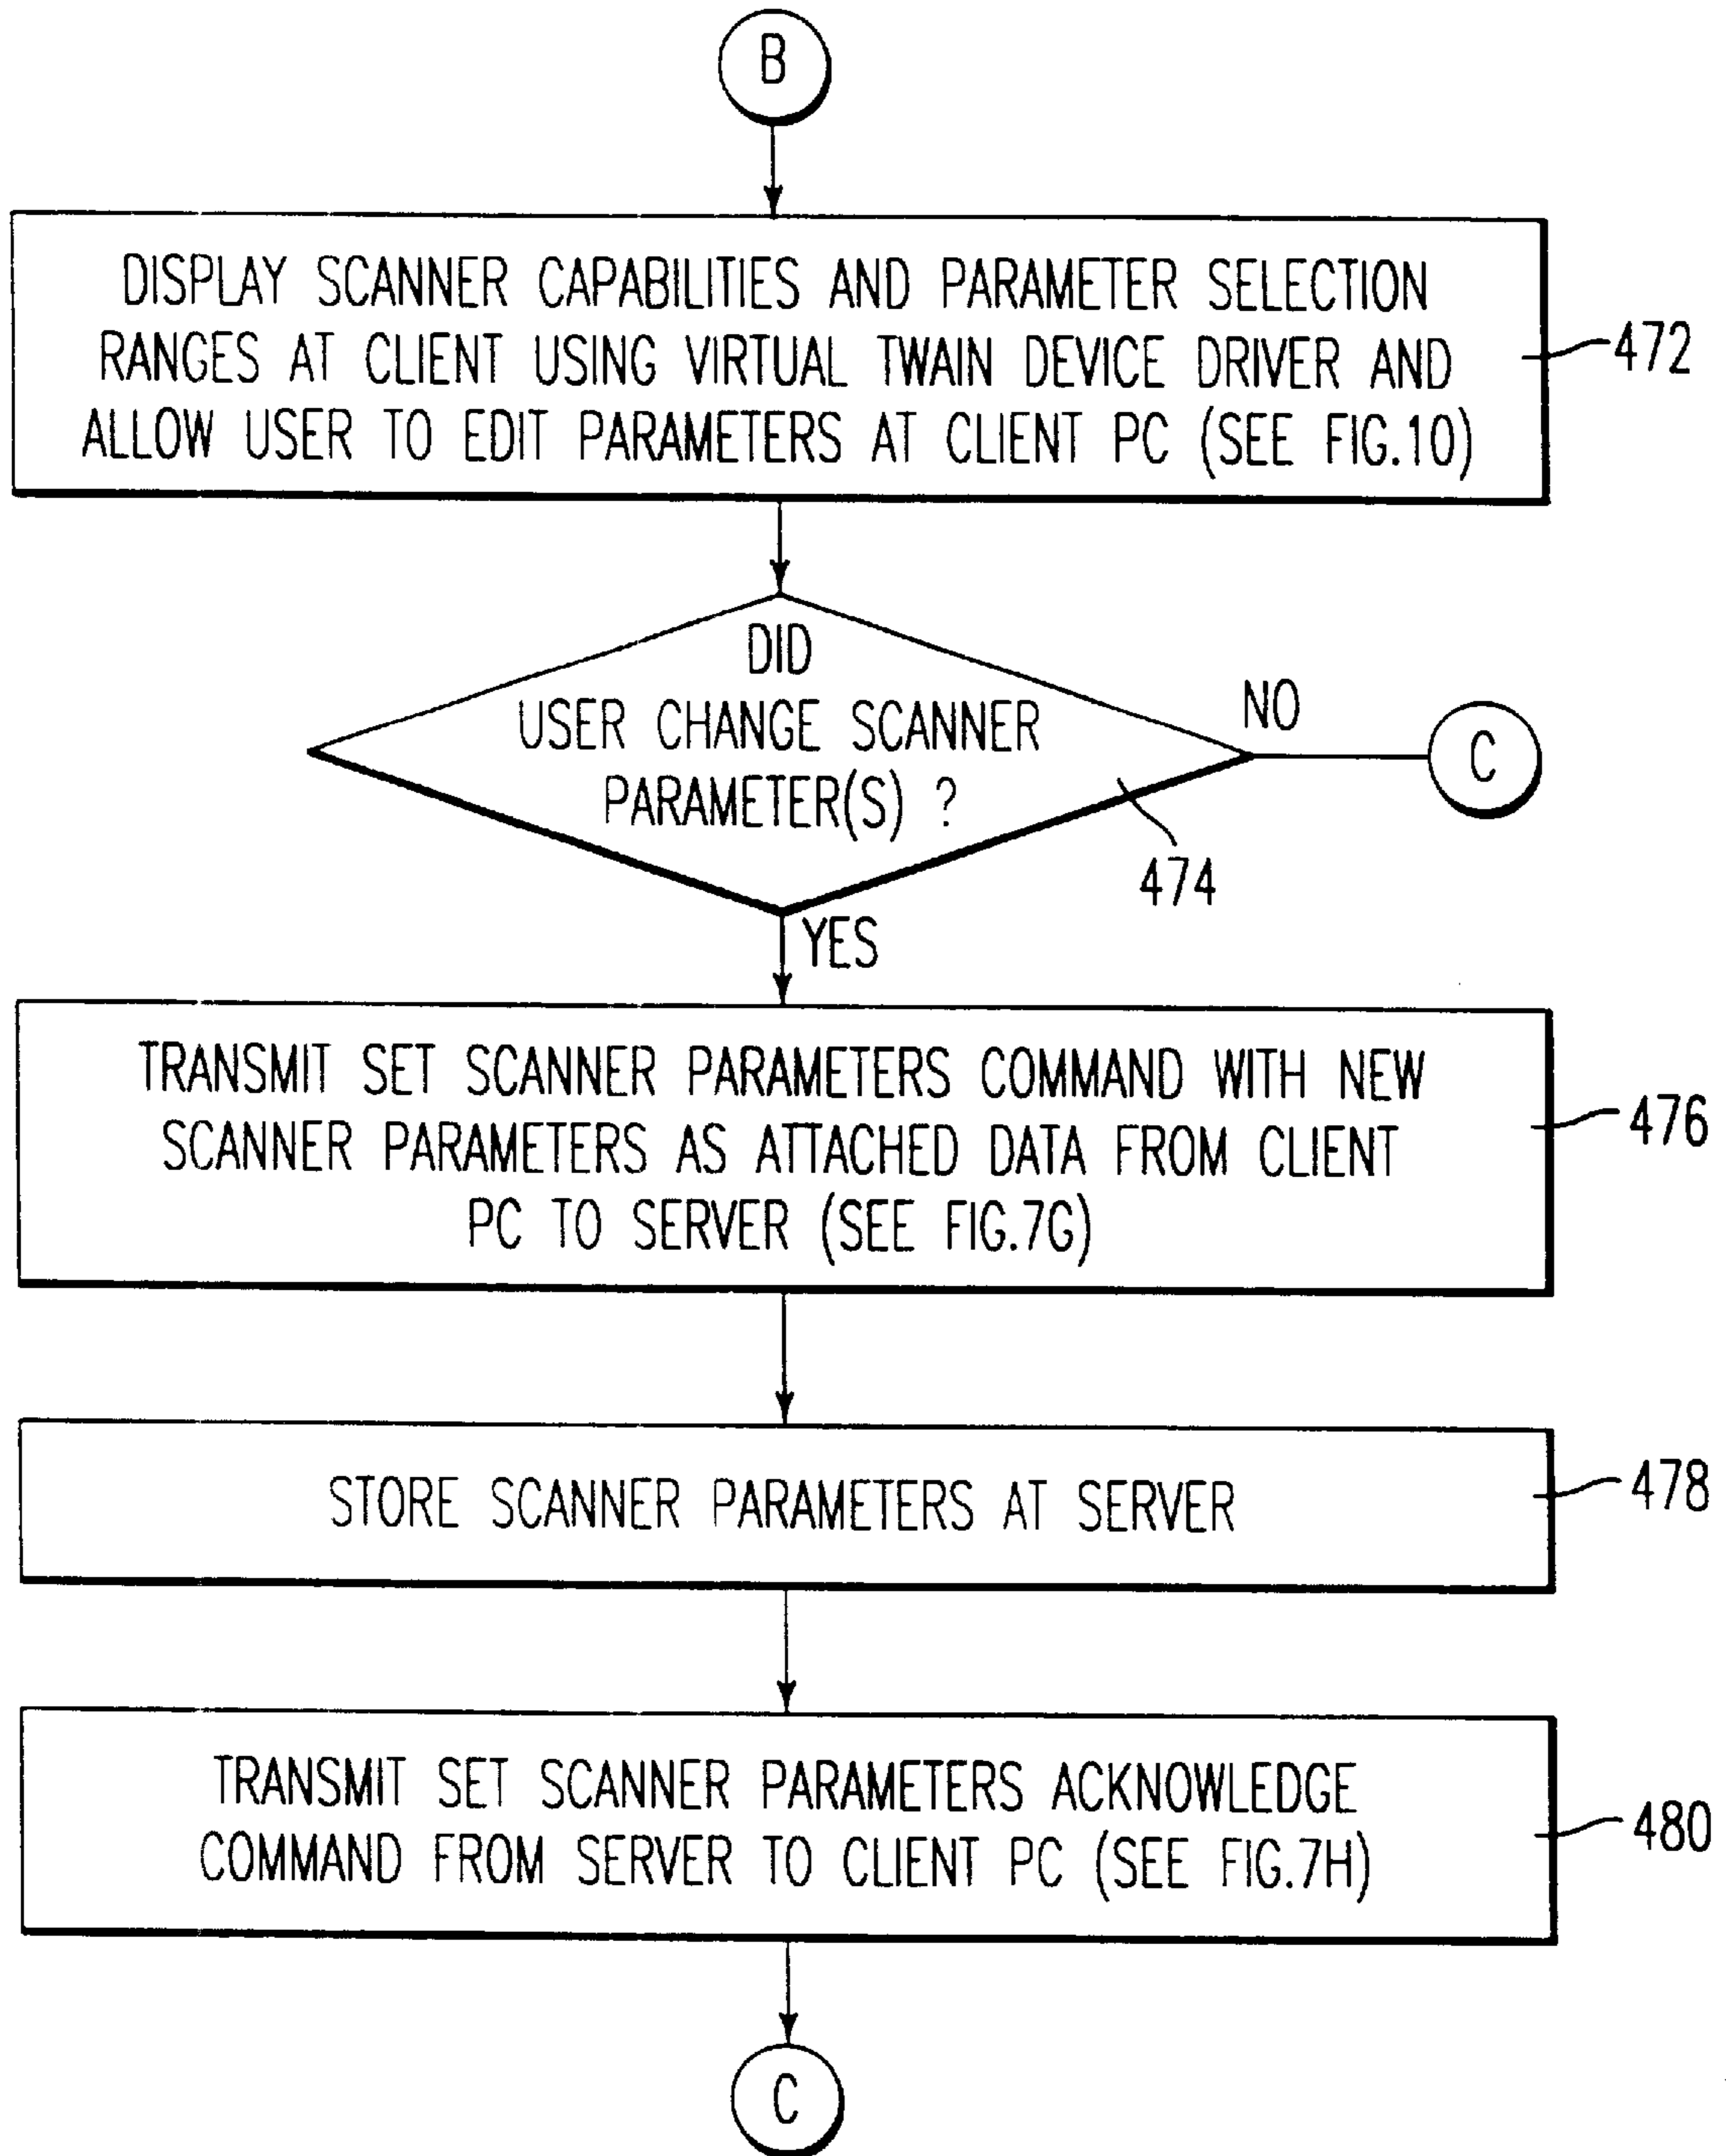 B
DISPLAY SCANNER CAPABILITIES AND PARAMETER SELECTION
RANGES AT CLIENT USING VIRTUAL TWAIN DEVICE DRIVER AND
ALLOW USER TO EDIT PARAMETERS AT CLIENT PC (SEE FIG.10)
472
DID
USER CHANGE SCANNER
PARAMETER(S) ?
NO
C
474
YES
TRANSMIT SET SCANNER PARAMETERS COMMAND WITH NEW
SCANNER PARAMETERS AS ATTACHED DATA FROM CLIENT
PC TO SERVER (SEE FIG.7G)
476
STORE SCANNER PARAMETERS AT SERVER
478
TRANSMIT SET SCANNER PARAMETERS ACKNOWLEDGE
COMMAND FROM SERVER TO CLIENT PC (SEE FIG.7H)
480
C